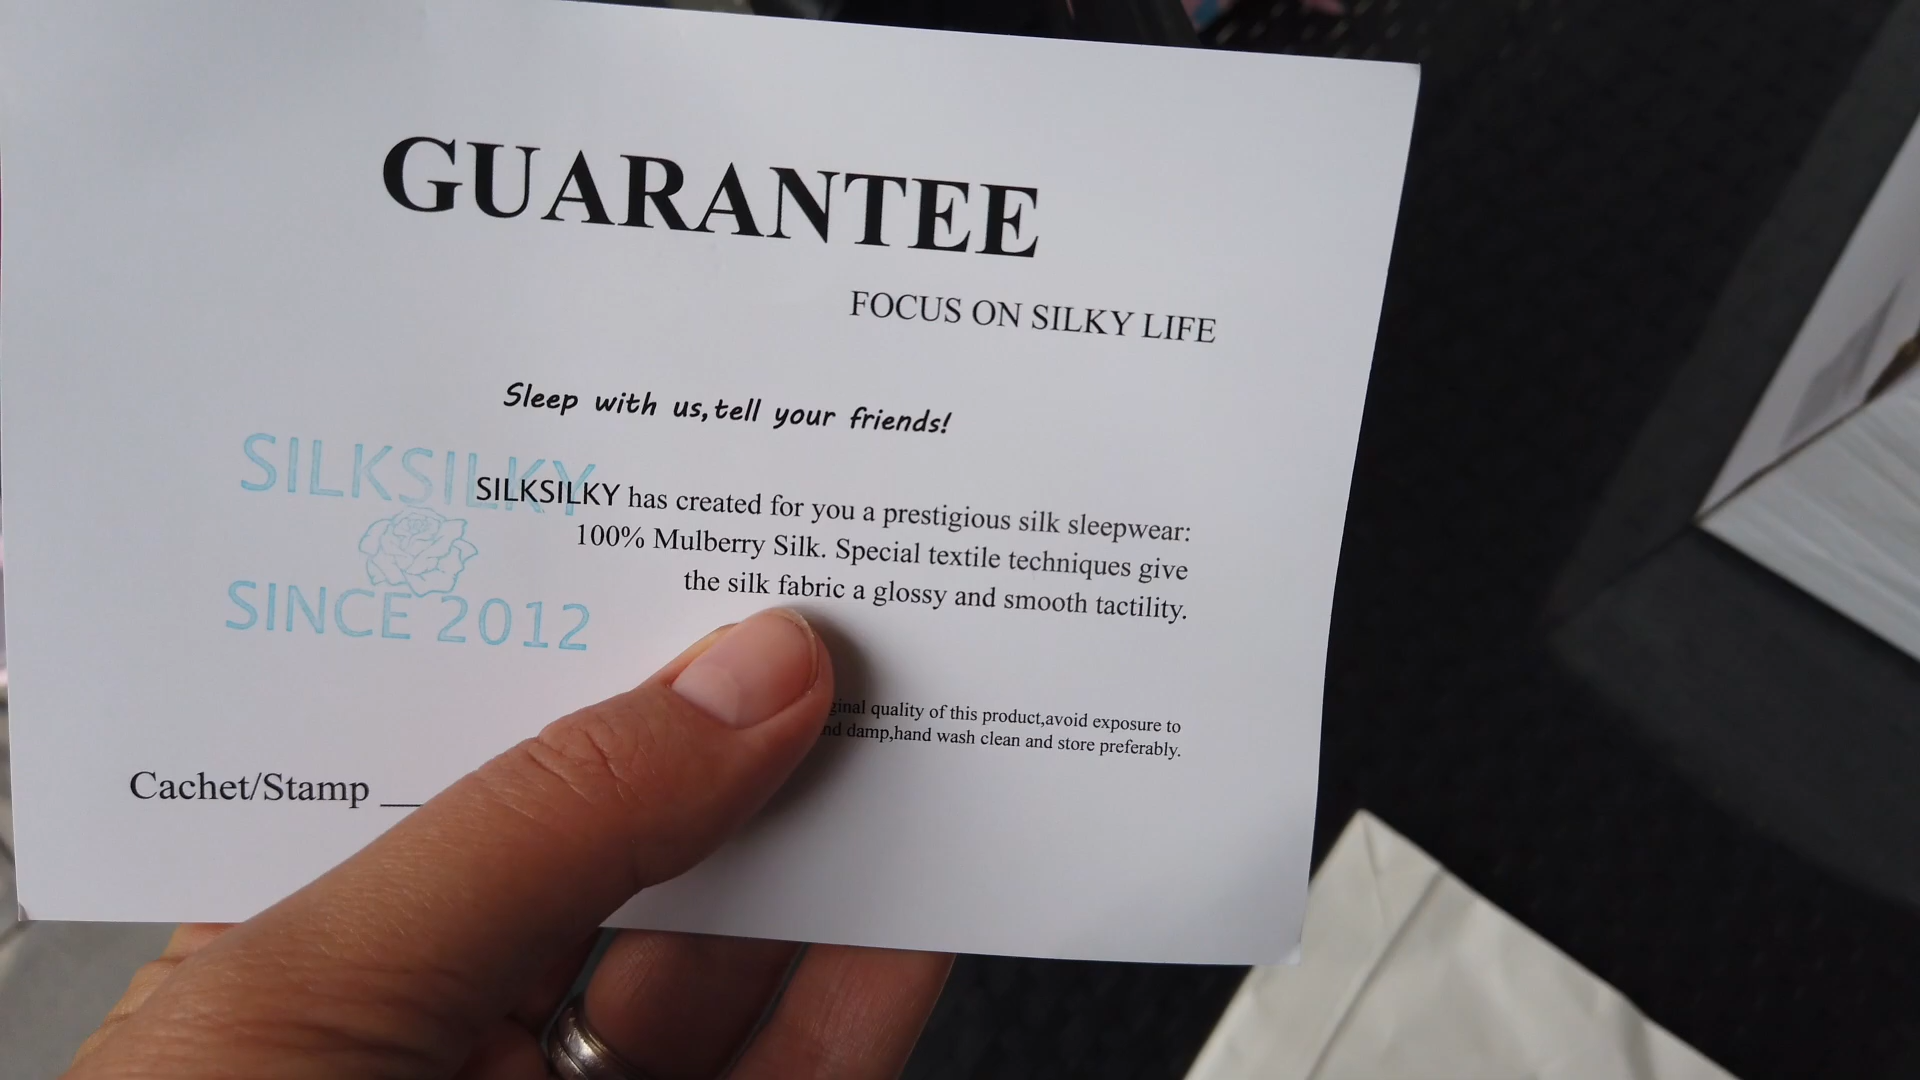 GUARANTEE
FOCUS ON SILKY LIFE
Sleep with us,tell your friends!
SILKSILKY
SINCE 2012
SILKSILKY has created for you a prestigious silk sleepwear:
100% Mulberry Silk. Special textile techniques give
the silk fabric a glossy and smooth tactility.
quality of this product,avoid exposure to
damp,hand wash clean and store preferably.
Cachet/Stamp